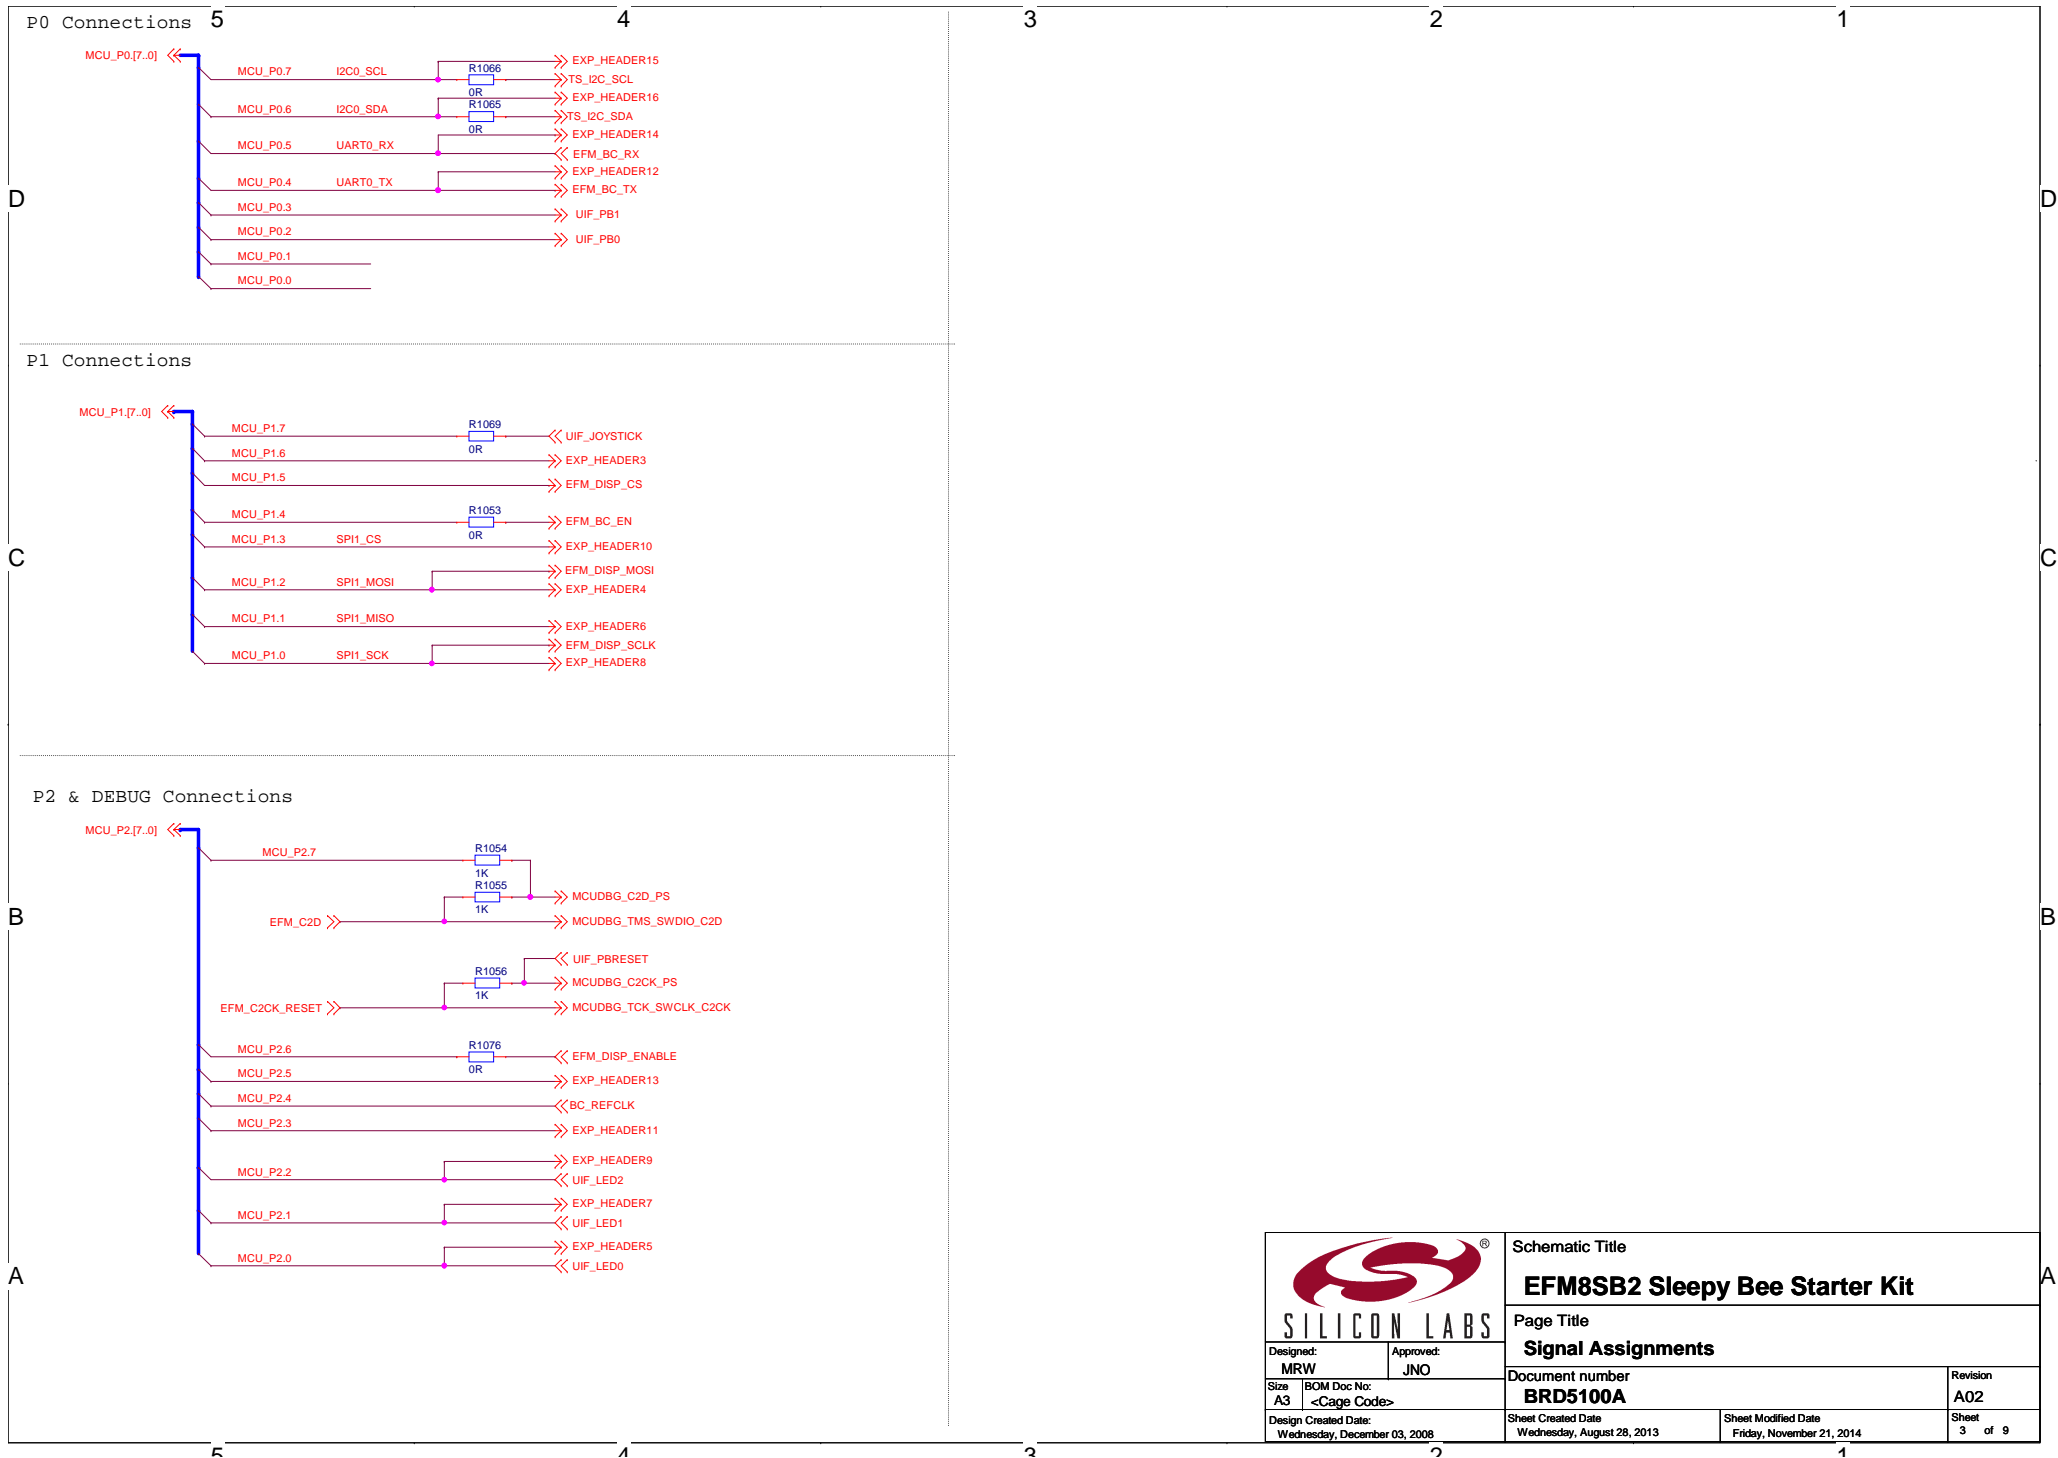 5 4 3 2 1
P0 Connections
MCU_P0.[7..0]
MCU_P0.7 I2C0_SCL
EXP_HEADER15
R1066
0R
TS_I2C_SCL
MCU_P0.6 I2C0_SDA
EXP_HEADER16
R1065
0R
TS_I2C_SDA
MCU_P0.5 UART0_RX
EXP_HEADER14
EFM_BC_RX
MCU_P0.4 UART0_TX
EXP_HEADER12
EFM_BC_TX
MCU_P0.3 UIF_PB1
MCU_P0.2 UIF_PB0
MCU_P0.1
MCU_P0.0
D D
P1 Connections
MCU_P1.[7..0]
MCU_P1.7 R1069 UIF_JOYSTICK
0R
MCU_P1.6 EXP_HEADER3
MCU_P1.5 EFM_DISP_CS
MCU_P1.4 R1053 EFM_BC_EN
0R
MCU_P1.3 SPI1_CS EXP_HEADER10
C C
EFM_DISP_MOSI
MCU_P1.2 SPI1_MOSI EXP_HEADER4
MCU_P1.1 SPI1_MISO EXP_HEADER6
EFM_DISP_SCLK
MCU_P1.0 SPI1_SCK EXP_HEADER8
P2 & DEBUG Connections
MCU_P2.[7..0]
MCU_P2.7 R1054
1K
R1055 MCUDBG_C2D_PS
1K
B B
EFM_C2D MCUDBG_TMS_SWDIO_C2D
UIF_PBRESET
R1056 MCUDBG_C2CK_PS
1K
EFM_C2CK_RESET MCUDBG_TCK_SWCLK_C2CK
MCU_P2.6 R1076 EFM_DISP_ENABLE
0R
MCU_P2.5 EXP_HEADER13
MCU_P2.4 BC_REFCLK
MCU_P2.3 EXP_HEADER11
EXP_HEADER9
MCU_P2.2 UIF_LED2
EXP_HEADER7
MCU_P2.1 UIF_LED1
EXP_HEADER5
MCU_P2.0 UIF_LED0
A A
®
SILICON LABS
Schematic Title
EFM8SB2 Sleepy Bee Starter Kit
Page Title
Signal Assignments
Designed: Approved:
MRW JNO
Size BOM Doc No:
A3 <Cage Code>
Document number
BRD5100A
Revision
A02
Design Created Date:
Wednesday, December 03, 2008
Sheet Created Date
Wednesday, August 28, 2013
Sheet Modified Date
Friday, November 21, 2014
Sheet
3 of 9
5 4 3 2 1